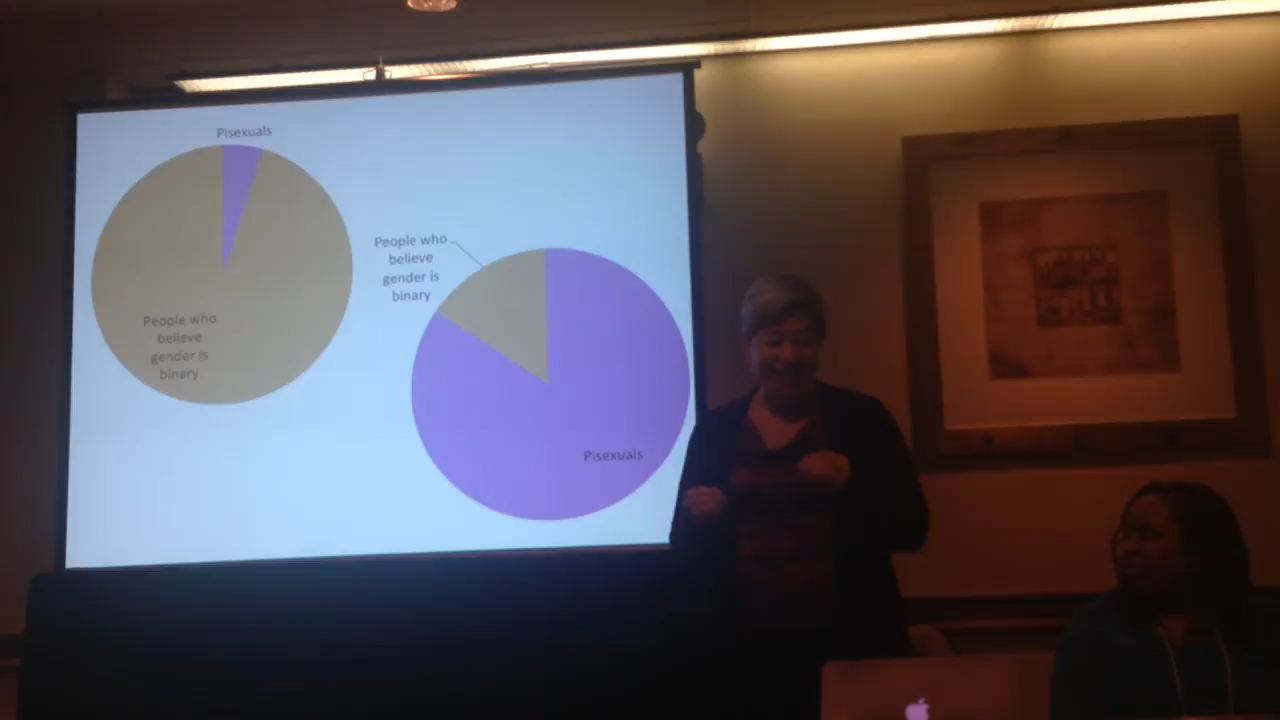 Pisexuals
People who
believe
gender is
binary
People who
believe
gender is
binary
Pisexuals